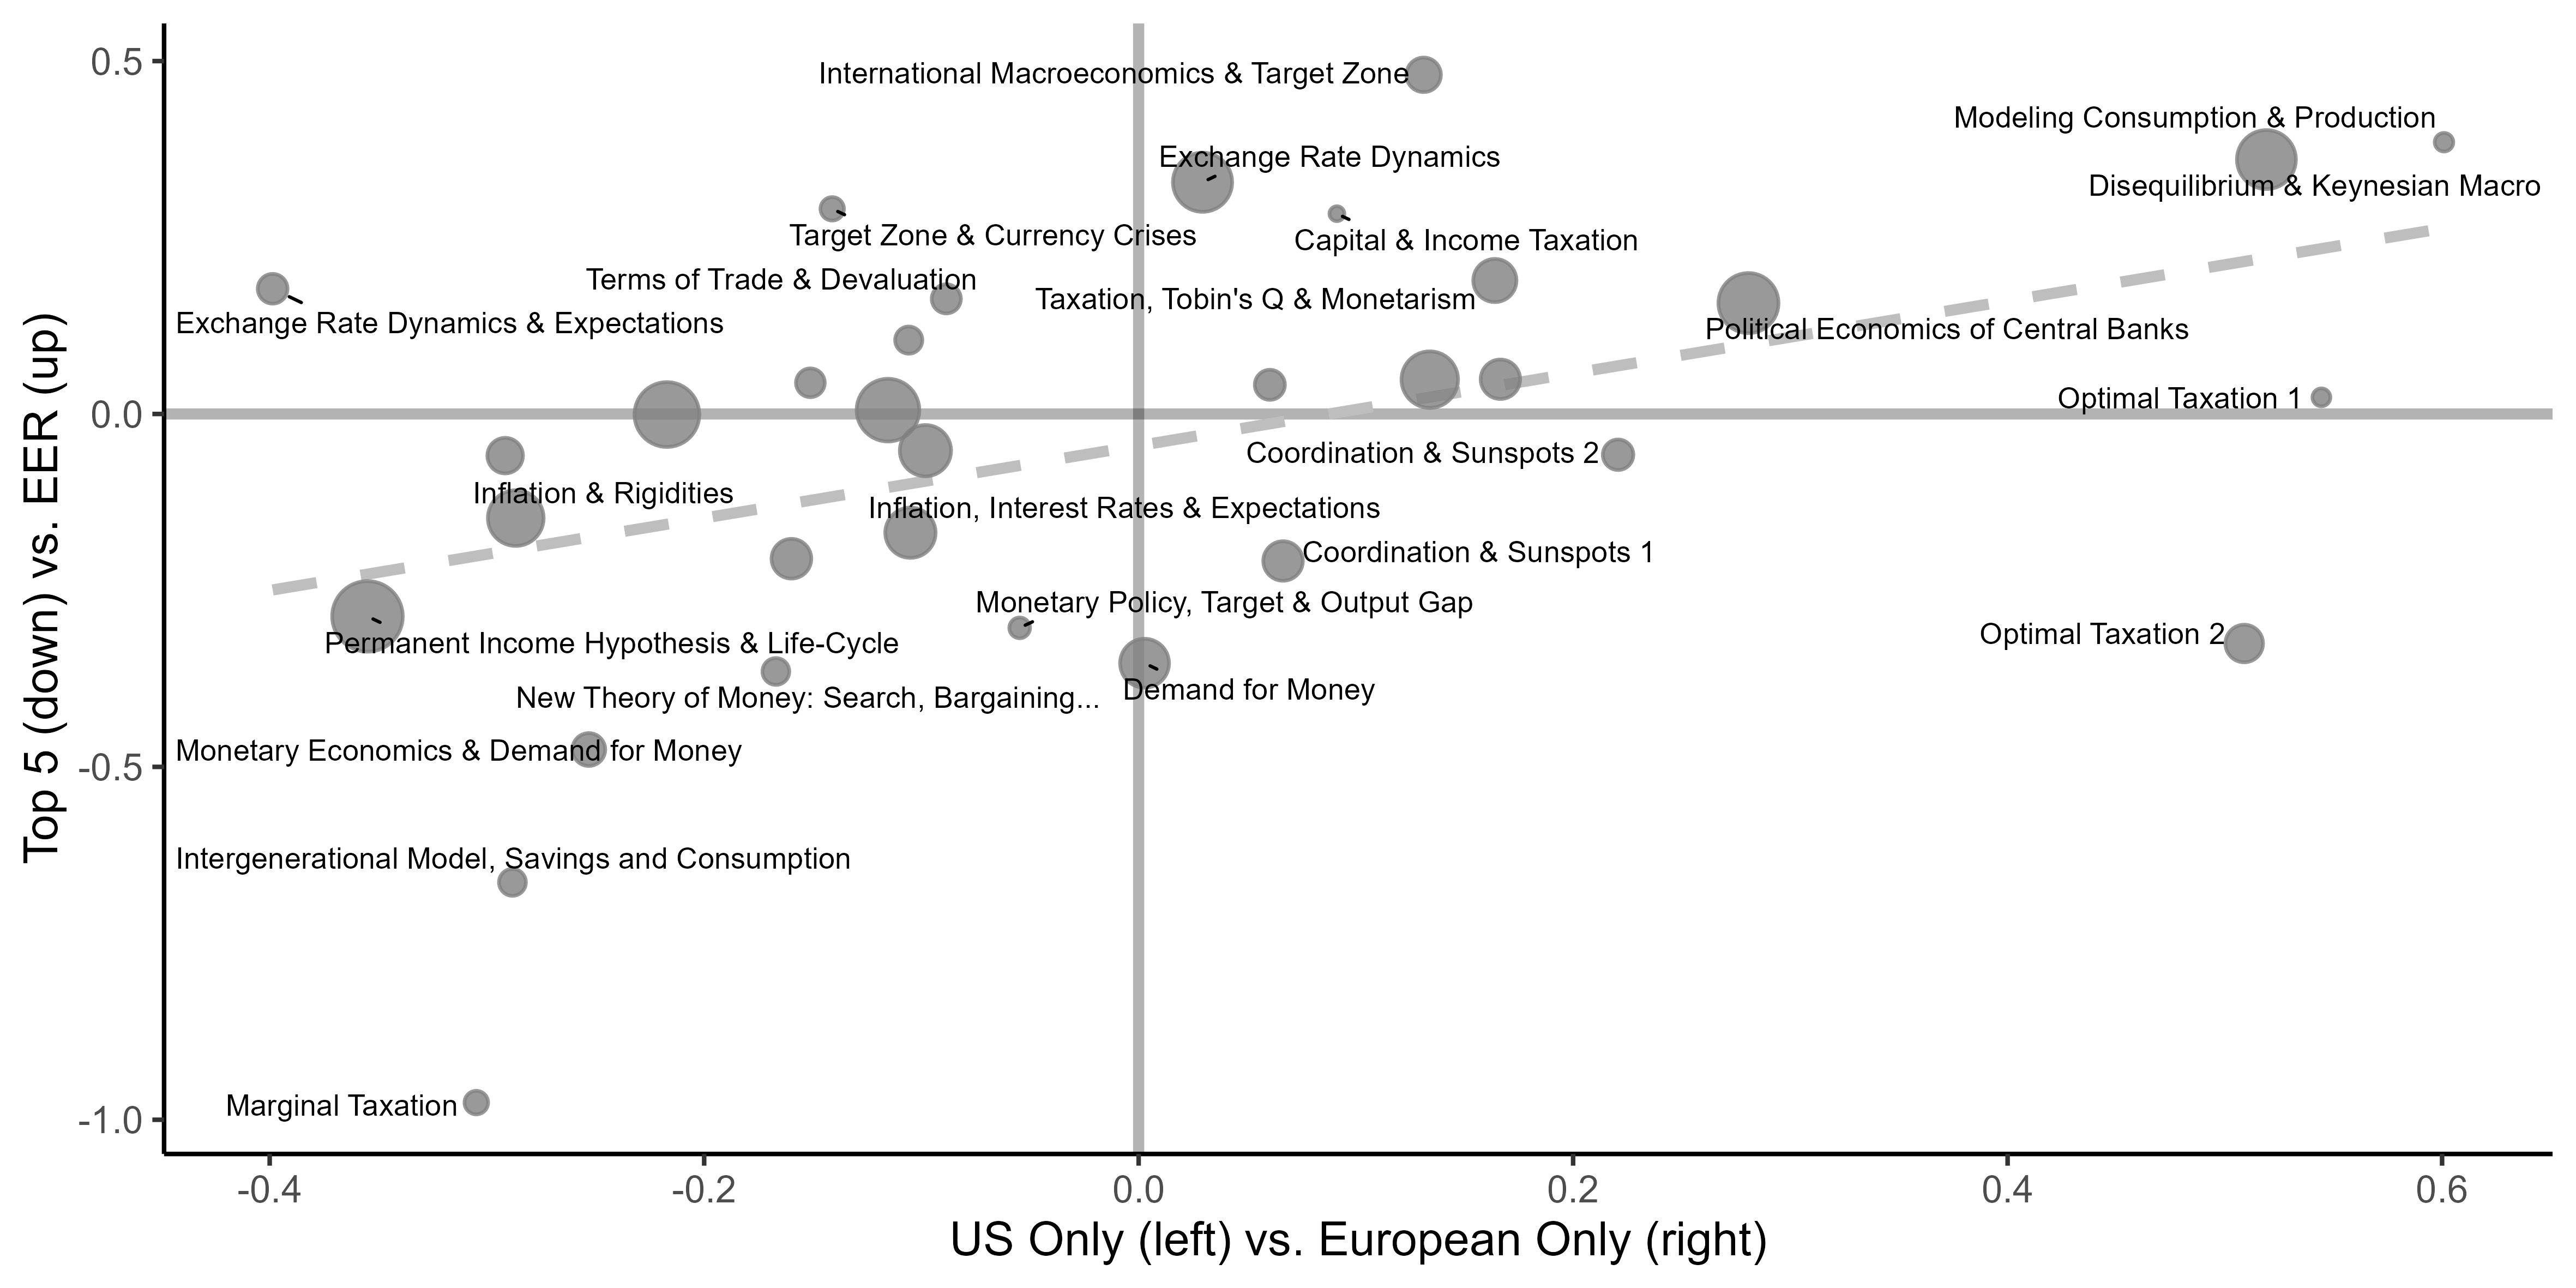 0.5
0.0
-0.5
-1.0
Top 5 (down) vs. EER (up)
International Macroeconomics & Target Zone
Modeling Consumption & Production
Exchange Rate Dynamics
Disequilibrium & Keynesian Macro
Target Zone & Currency Crises
Capital & Income Taxation
Terms of Trade & Devaluation
Taxation, Tobin's Q & Monetarism
Exchange Rate Dynamics & Expectations
Political Economics of Central Banks
Optimal Taxation 1
Coordination & Sunspots 2
Inflation & Rigidities
Inflation, Interest Rates & Expectations
Coordination & Sunspots 1
Monetary Policy, Target & Output Gap
Optimal Taxation 2
Permanent Income Hypothesis & Life-Cycle
Demand for Money
New Theory of Money: Search, Bargaining...
Monetary Economics & Demand for Money
Intergenerational Model, Savings and Consumption
Marginal Taxation
-0.4
-0.2
0.0
0.2
0.4
0.6
US Only (left) vs. European Only (right)